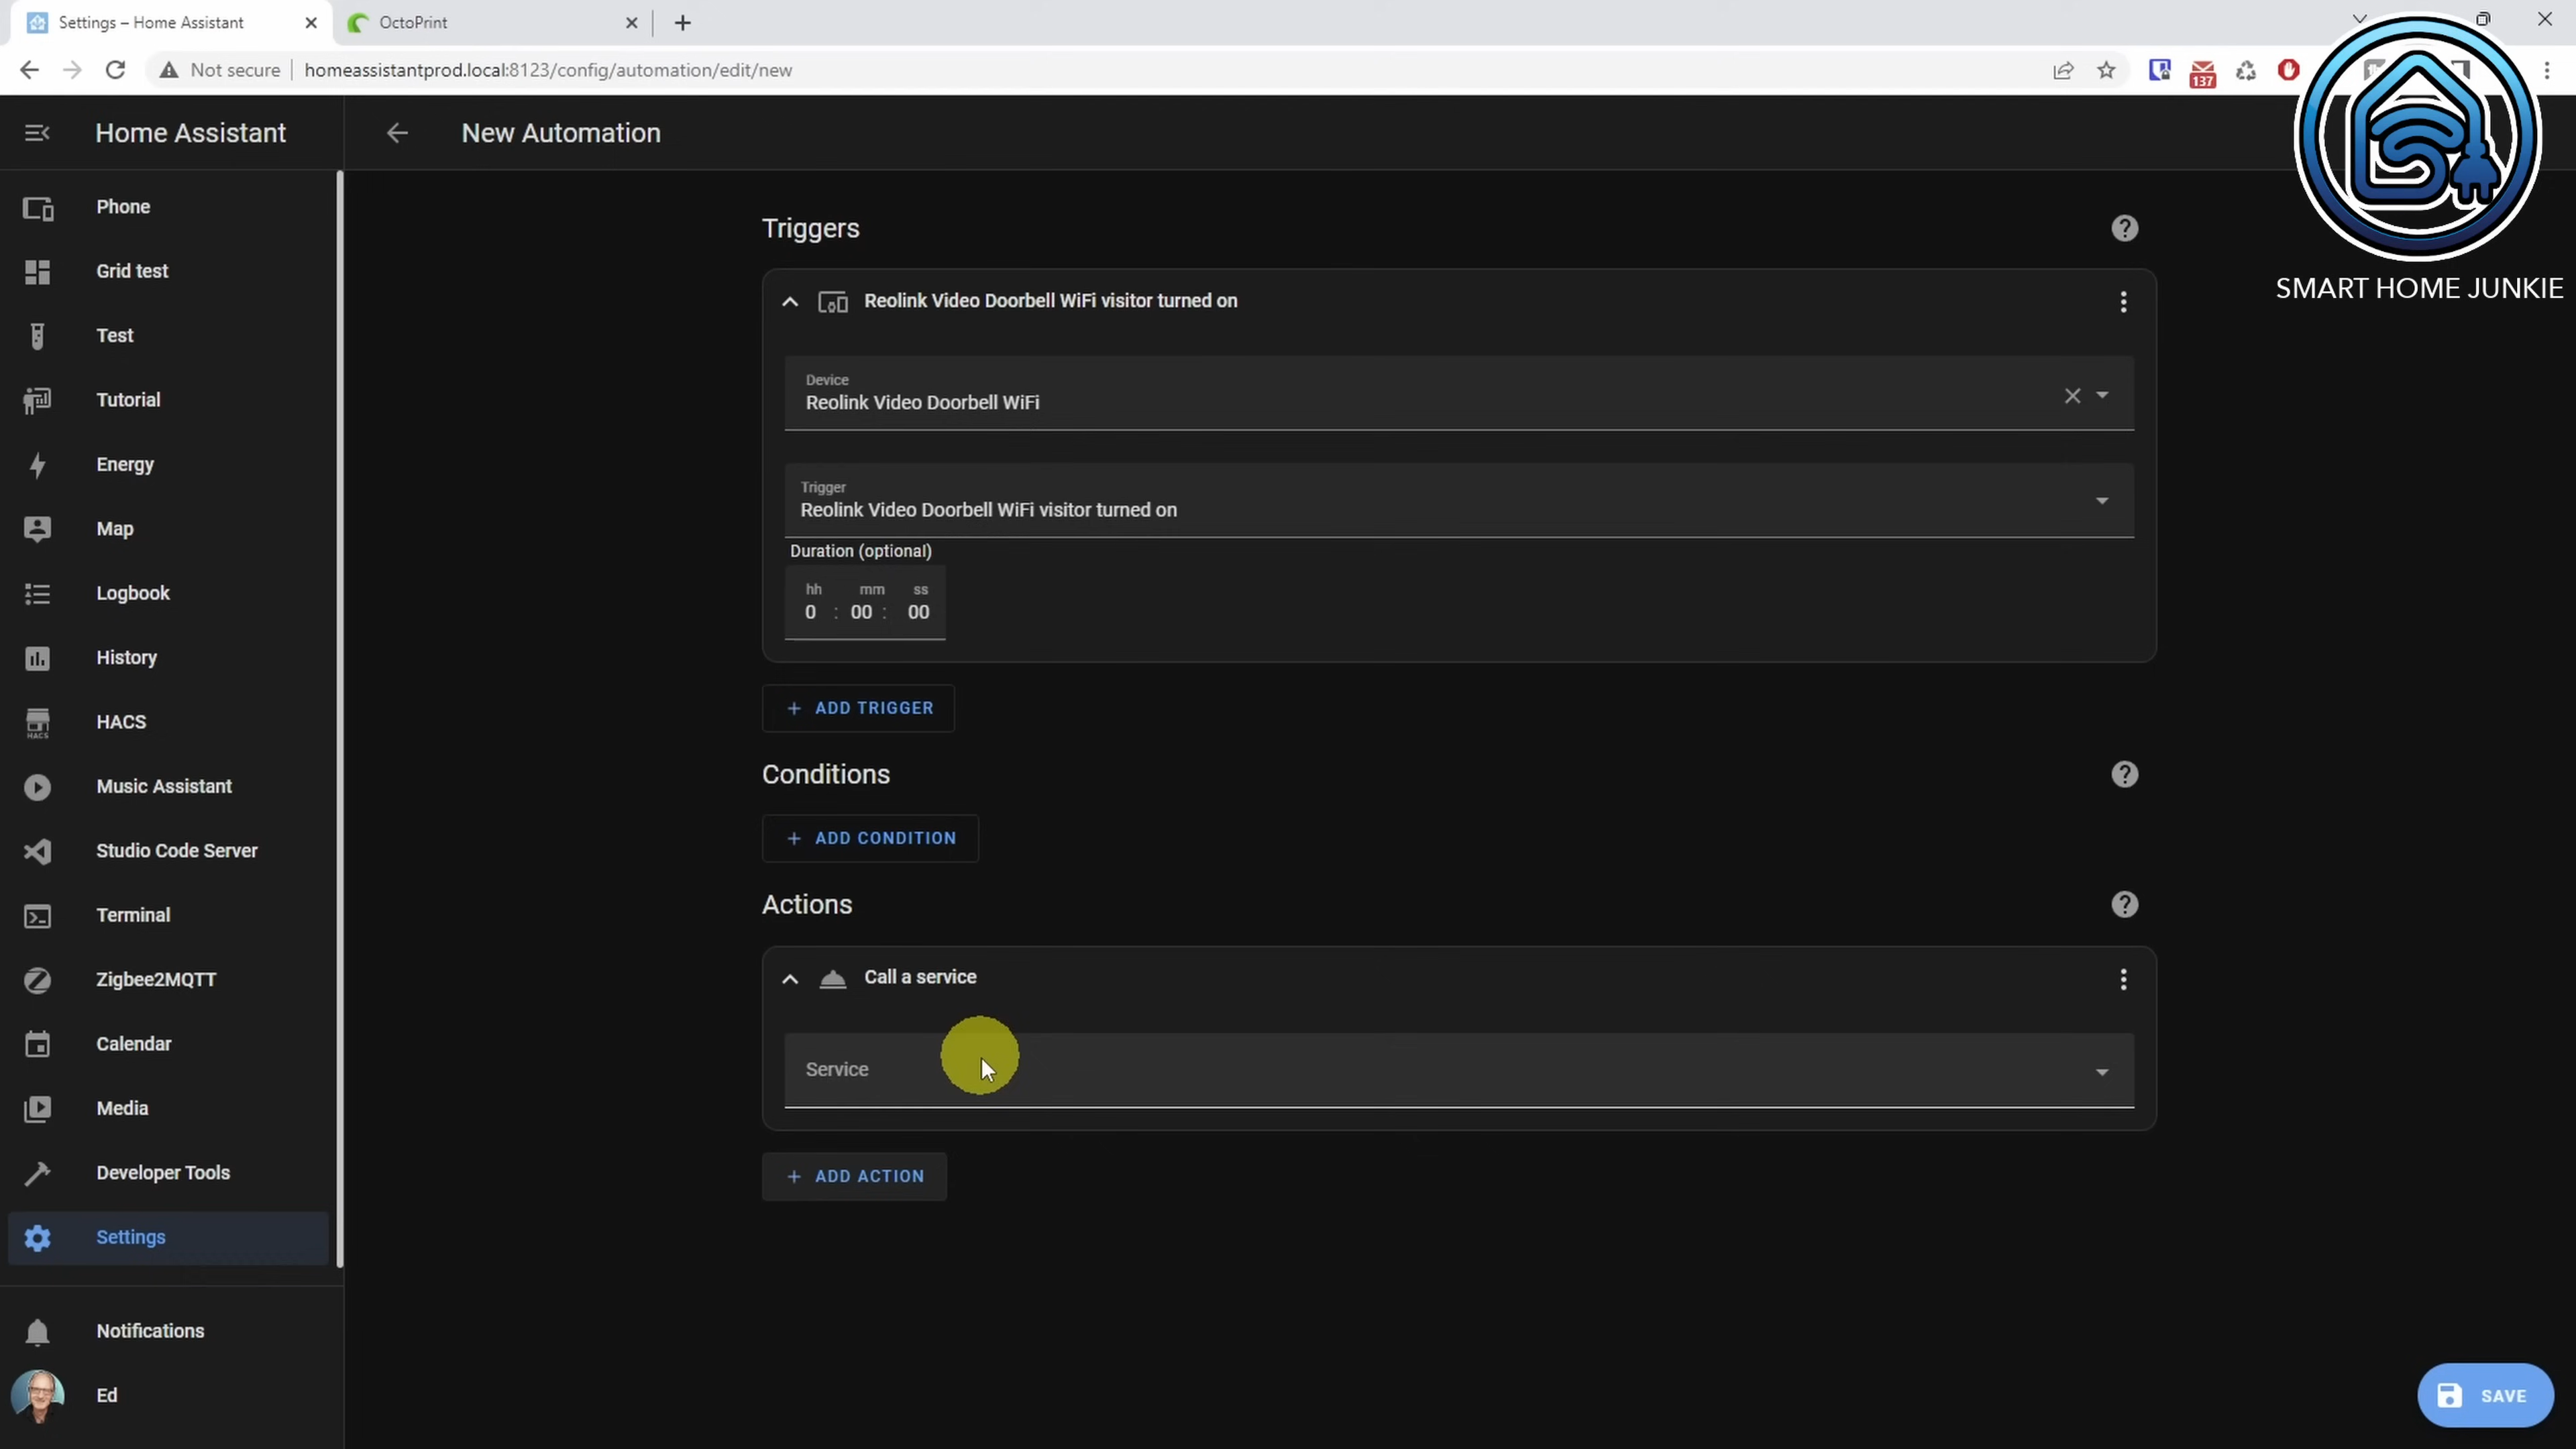 Settings – Home Assistant
OctoPrint
Not secure
homeassistantprod.local:8123/config/automation/edit/new
137
SMART HOME JUNKIE
Home Assistant
New Automation
Phone
Grid test
Test
Tutorial
Energy
Map
Logbook
History
HACS
HACS
Music Assistant
Studio Code Server
Terminal
Zigbee2MQTT
Calendar
Media
Developer Tools
Settings
Notifications
Ed
Triggers
Reolink Video Doorbell WiFi visitor turned on
Device
Reolink Video Doorbell WiFi
Trigger
Reolink Video Doorbell WiFi visitor turned on
Duration (optional)
hh mm ss
0 : 00 : 00
+ ADD TRIGGER
Conditions
+ ADD CONDITION
Actions
Call a service
Service
+ ADD ACTION
SAVE